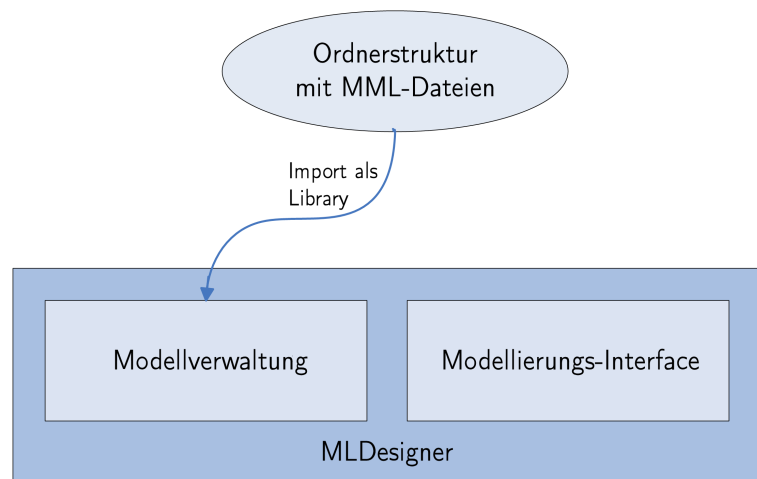 Ordnerstruktur
mit MML-Dateien
Import als
Library
Modellverwaltung
Modellierungs-Interface
MLDesigner